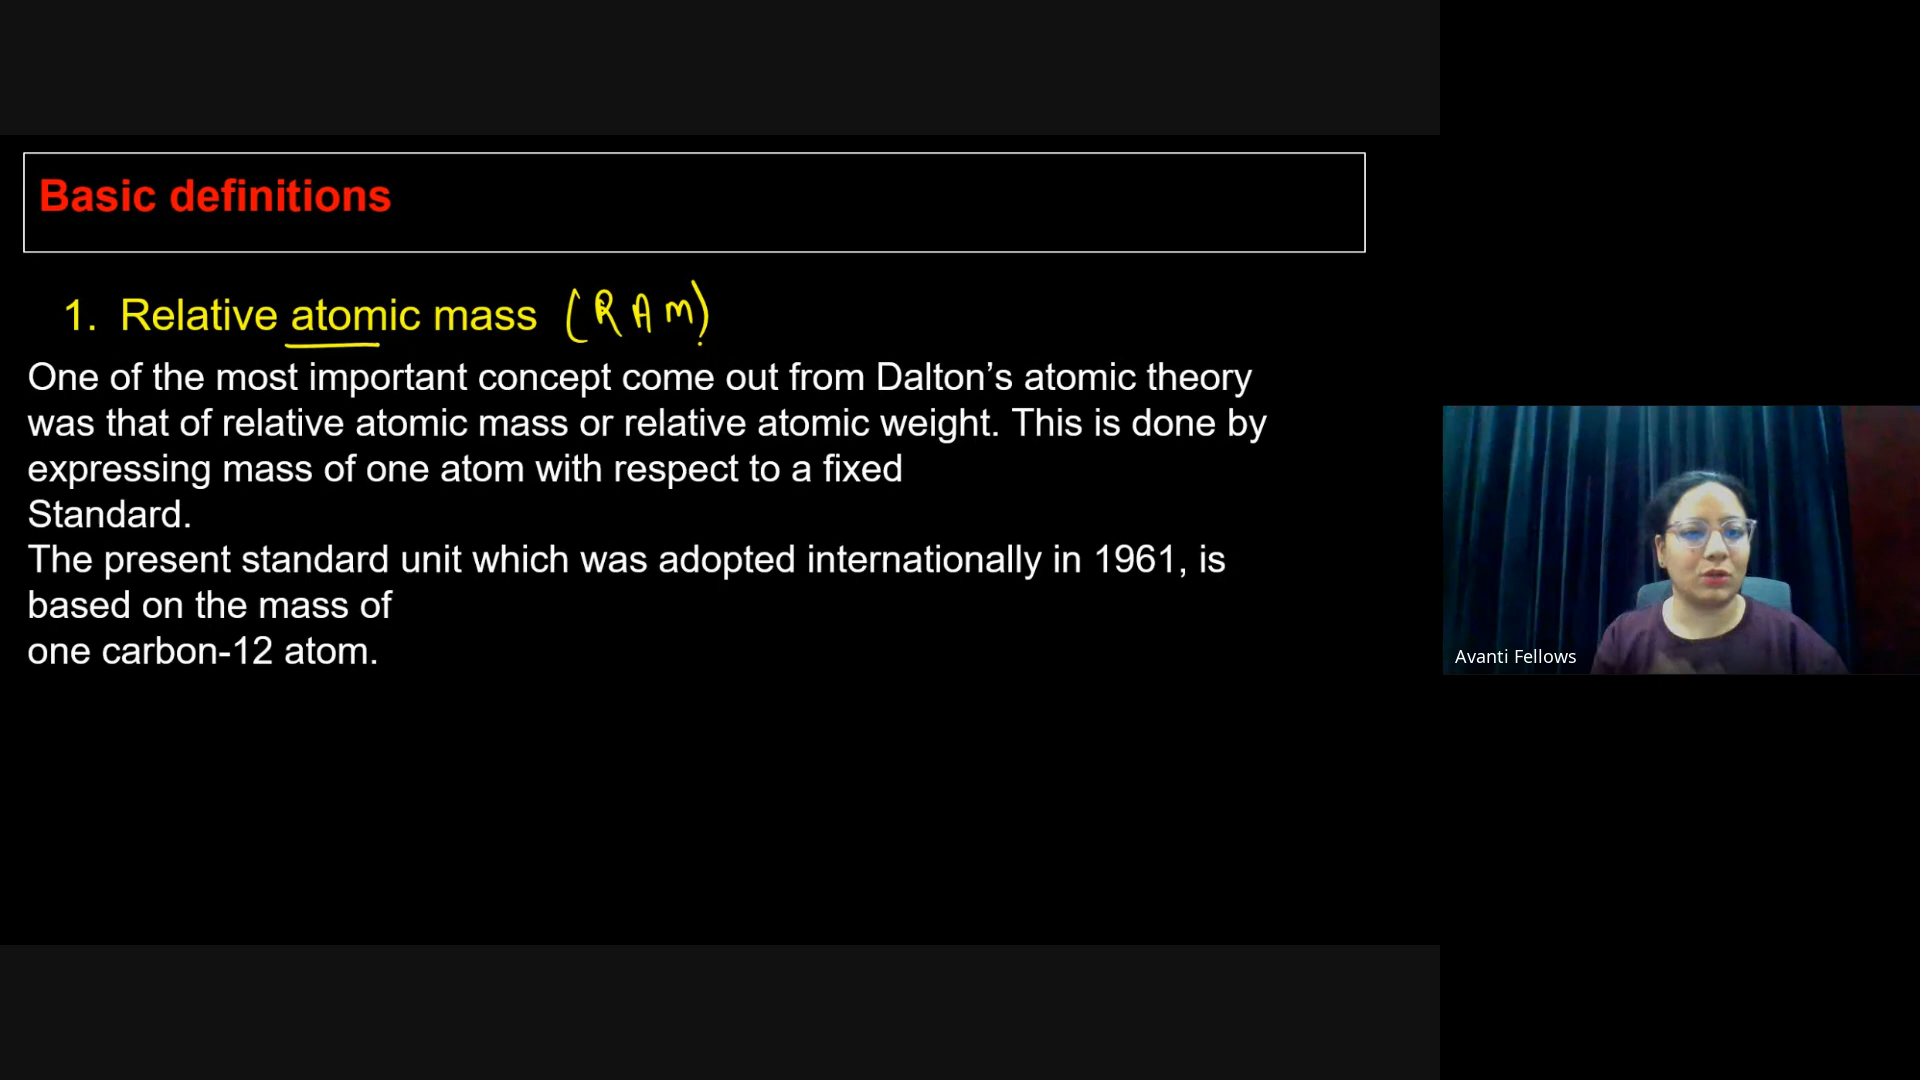 Basic definitions
1. Relative atomic mass (RAM)
One of the most important concept come out from Dalton’s atomic theory
was that of relative atomic mass or relative atomic weight. This is done by
expressing mass of one atom with respect to a fixed
Standard.
The present standard unit which was adopted internationally in 1961, is
based on the mass of
one carbon-12 atom.
Avanti Fellows